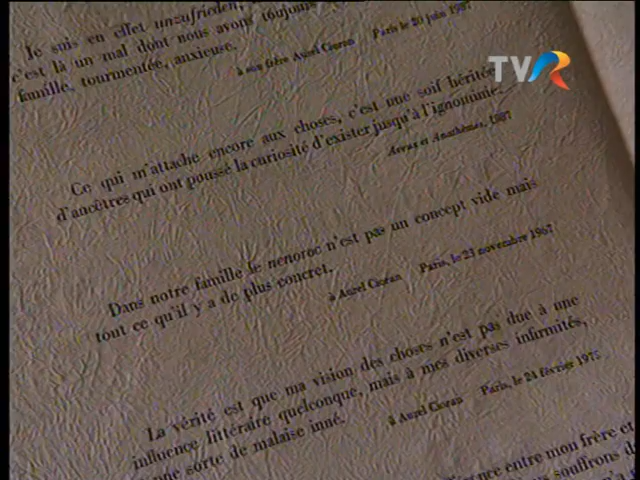 Je suis en effet unzufrieden,
c'est là un mal dont nous avons toujours
famille, tourmentée, anxieuse.
à mon frère Aurel Cioran Paris le 20 juin 1967
TVR
Ce qui m'attache encore aux choses, c'est une soif héritée
d'ancêtres qui ont poussé la curiosité d'exister jusqu'à l'ignominie.
Aveux et Anathèmes, 1987
Dans notre famille le nenoroc n'est pas un concept vide mais
tout ce qu'il y a de plus concret.
à Aurel Cioran Paris, le 23 novembre 1967
La vérité est que ma vision des choses n'est pas due à une
influence littéraire quelconque, mais à mes diverses infirmités,
une sorte de malaise inné.
à Aurel Cioran Paris, le 24 février 197
entre mon frère et
souffrons d